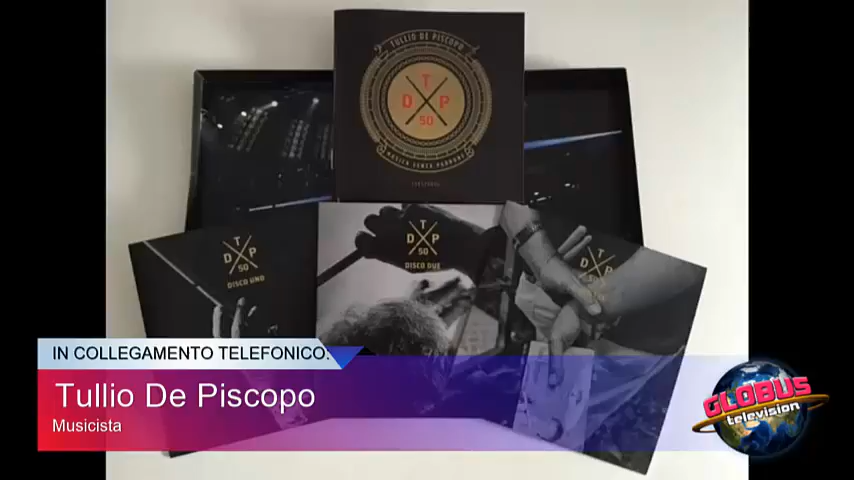 TULLIO DE PISCOPO
T
D P
50
MUSICA SENZA PADRONE
T
D P
50
DISCO UNO
T
D P
50
DISCO DUE
T
D P
50
IN COLLEGAMENTO TELEFONICO:
Tullio De Piscopo
Musicista
GLOBUS
television